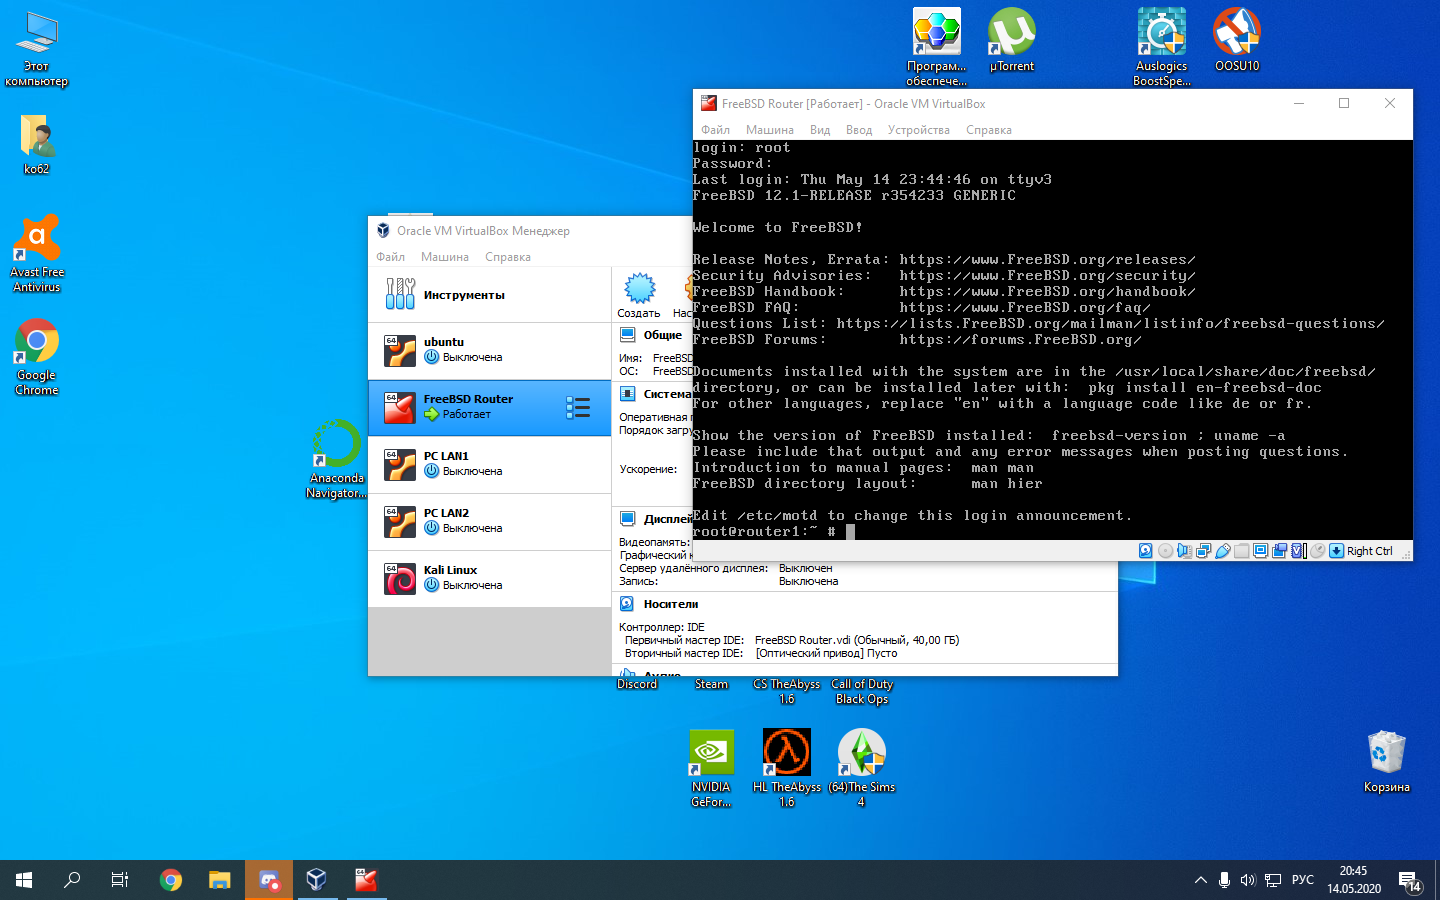 Этот
компьютер
ko62
Avast Free
Antivirus
Google
Chrome
Anaconda
Navigator...
Програм...
обеспече...
µTorrent
Auslogics
BoostSpe...
OOSU10
Oracle VM VirtualBox Менеджер
Файл Машина Справка
Инструменты
64
ubuntu
Выключена
64
FreeBSD Router
Работает
64
PC LAN1
Выключена
64
PC LAN2
Выключена
64
Kali Linux
Выключена
Создать Нас
Общие
Имя: FreeBSD
ОС: FreeBS
Система
Оперативная п
Порядок загру
Ускорение:
Дисплей
Видеопамять:
Графический к
Сервер удалённого дисплея: Выключен
Запись: Выключена
Носители
Контроллер: IDE
Первичный мастер IDE: FreeBSD Router.vdi (Обычный, 40,00 ГБ)
Вторичный мастер IDE: [Оптический привод] Пусто
Аудио
FreeBSD Router [Работает] - Oracle VM VirtualBox
Файл Машина Вид Ввод Устройства Справка
login: root
Password:
Last login: Thu May 14 23:44:46 on ttyv3
FreeBSD 12.1-RELEASE r354233 GENERIC
Welcome to FreeBSD!
Release Notes, Errata: https://www.FreeBSD.org/releases/
Security Advisories: https://www.FreeBSD.org/security/
FreeBSD Handbook: https://www.FreeBSD.org/handbook/
FreeBSD FAQ: https://www.FreeBSD.org/faq/
Questions List: https://lists.FreeBSD.org/mailman/listinfo/freebsd-questions/
FreeBSD Forums: https://forums.FreeBSD.org/
Documents installed with the system are in the /usr/local/share/doc/freebsd/
directory, or can be installed later with: pkg install en-freebsd-doc
For other languages, replace "en" with a language code like de or fr.
Show the version of FreeBSD installed: freebsd-version ; uname -a
Please include that output and any error messages when posting questions.
Introduction to manual pages: man man
FreeBSD directory layout: man hier
Edit /etc/motd to change this login announcement.
root@router1:~ #
Right Ctrl
Discord
Steam
CS TheAbyss
1.6
Call of Duty
Black Ops
NVIDIA
GeFor...
HL TheAbyss
1.6
(64)The Sims
4
Корзина
64
РУС
20:45
14.05.2020
14